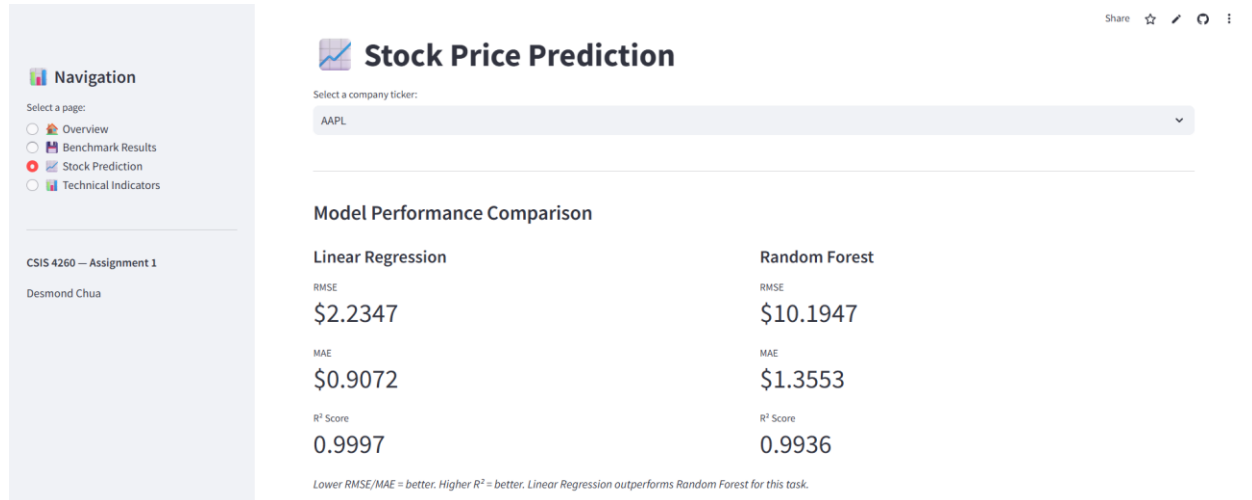 Share
Navigation
Select a page:
Overview
Benchmark Results
Stock Prediction
Technical Indicators
CSIS 4260 — Assignment 1
Desmond Chua
Stock Price Prediction
Select a company ticker:
AAPL
Model Performance Comparison
Linear Regression
RMSE
$2.2347
MAE
$0.9072
R² Score
0.9997
Random Forest
RMSE
$10.1947
MAE
$1.3553
R² Score
0.9936
Lower RMSE/MAE = better. Higher R² = better. Linear Regression outperforms Random Forest for this task.